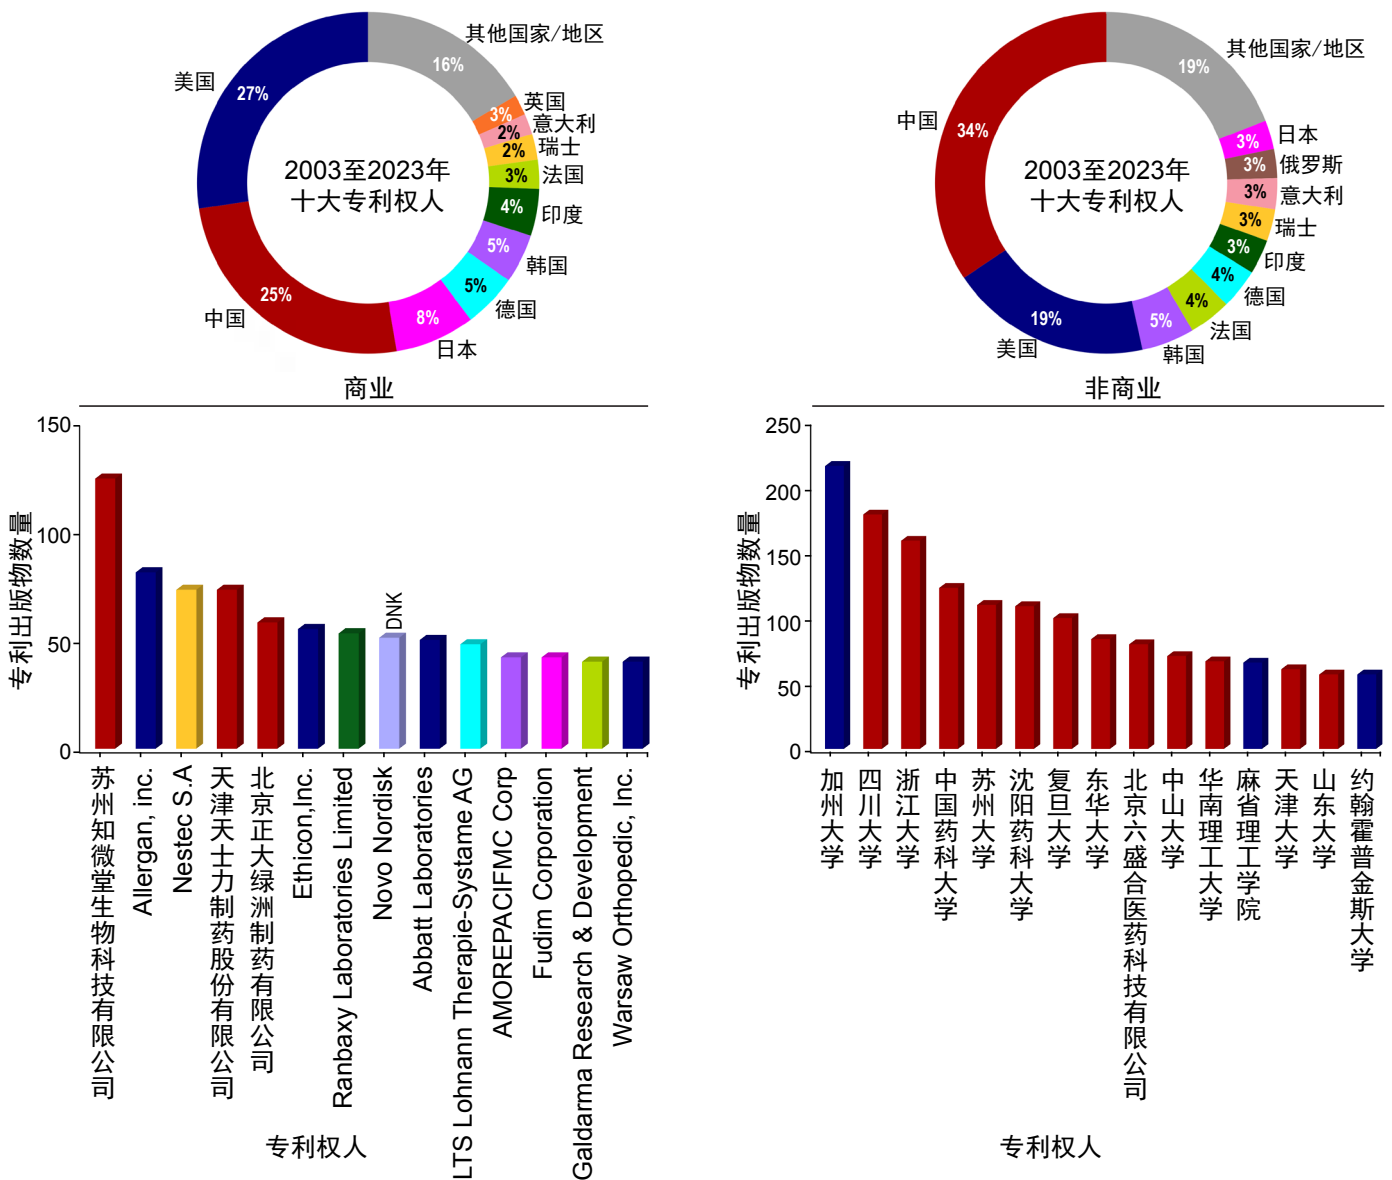 其他国家/地区
16%
美国
27%
英国
3%
意大利
2%
瑞士
2%
法国
3%
印度
4%
韩国
5%
德国
5%
日本
8%
中国
25%
2003至2023年
十大专利权人
商业
其他国家/地区
19%
中国
34%
日本
3%
俄罗斯
3%
意大利
3%
瑞士
3%
印度
3%
德国
4%
法国
4%
韩国
5%
美国
19%
2003至2023年
十大专利权人
非商业
专利出版物数量
150
100
50
0
DNK
苏州知微堂生物科技有限公司
Allergan, inc.
Nestec S.A
天津天士力制药股份有限公司
北京正大绿洲制药有限公司
Ethicon,Inc.
Ranbaxy Laboratories Limited
Novo Nordisk
Abbatt Laboratories
LTS Lohnann Therapie-Systame AG
AMOREPACIFMC Corp
Fudim Corporation
Galdarma Research & Development
Warsaw Orthopedic, Inc.
专利权人
专利出版物数量
250
200
150
100
50
0
加州大学
四川大学
浙江大学
中国药科大学
苏州大学
沈阳药科大学
复旦大学
东华大学
北京六盛合医药科技有限公司
中山大学
华南理工大学
麻省理工学院
天津大学
山东大学
约翰霍普金斯大学
专利权人